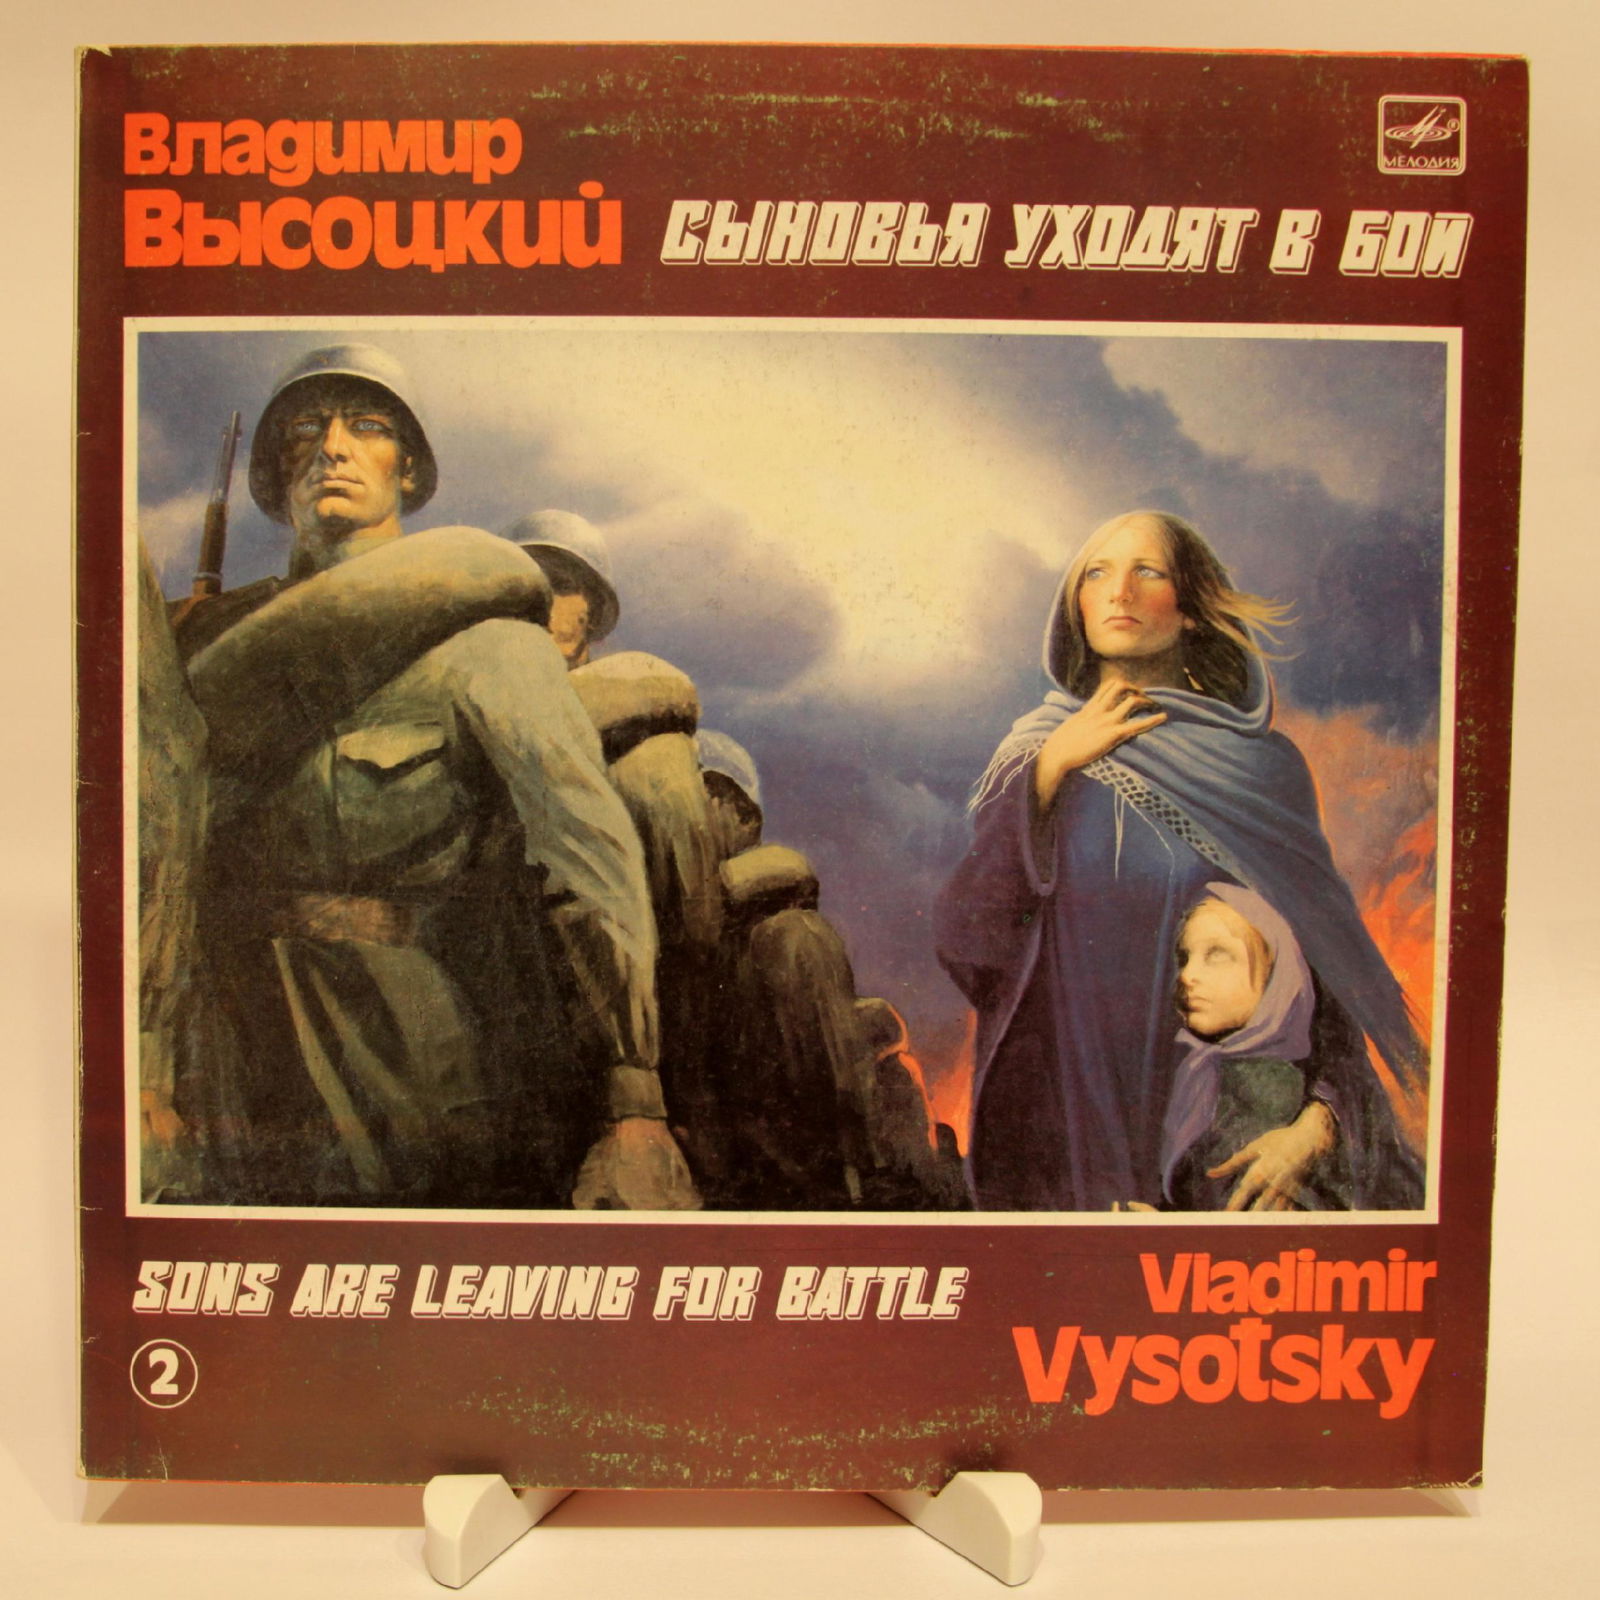 Владимир
Высоцкий
СЫНОВЬЯ УХОДЯТ В БОЙ
МЕЛОДИЯ
SONS ARE LEAVING FOR BATTLE
2
Vladimir
Vysotsky